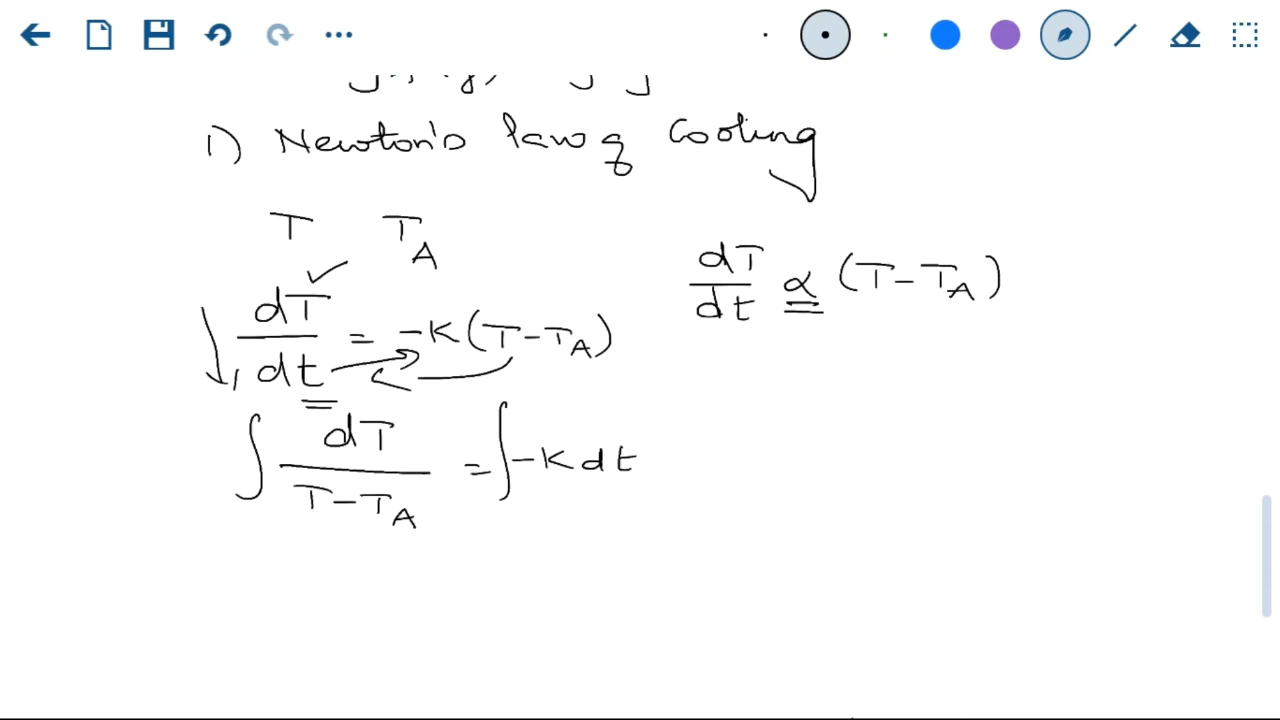 1) Newton's law of Cooling
T T_A
dT/dt ∝ (T-T_A)
dT/dt = -K(T-T_A)
∫ dT/(T-T_A) = ∫-K dt